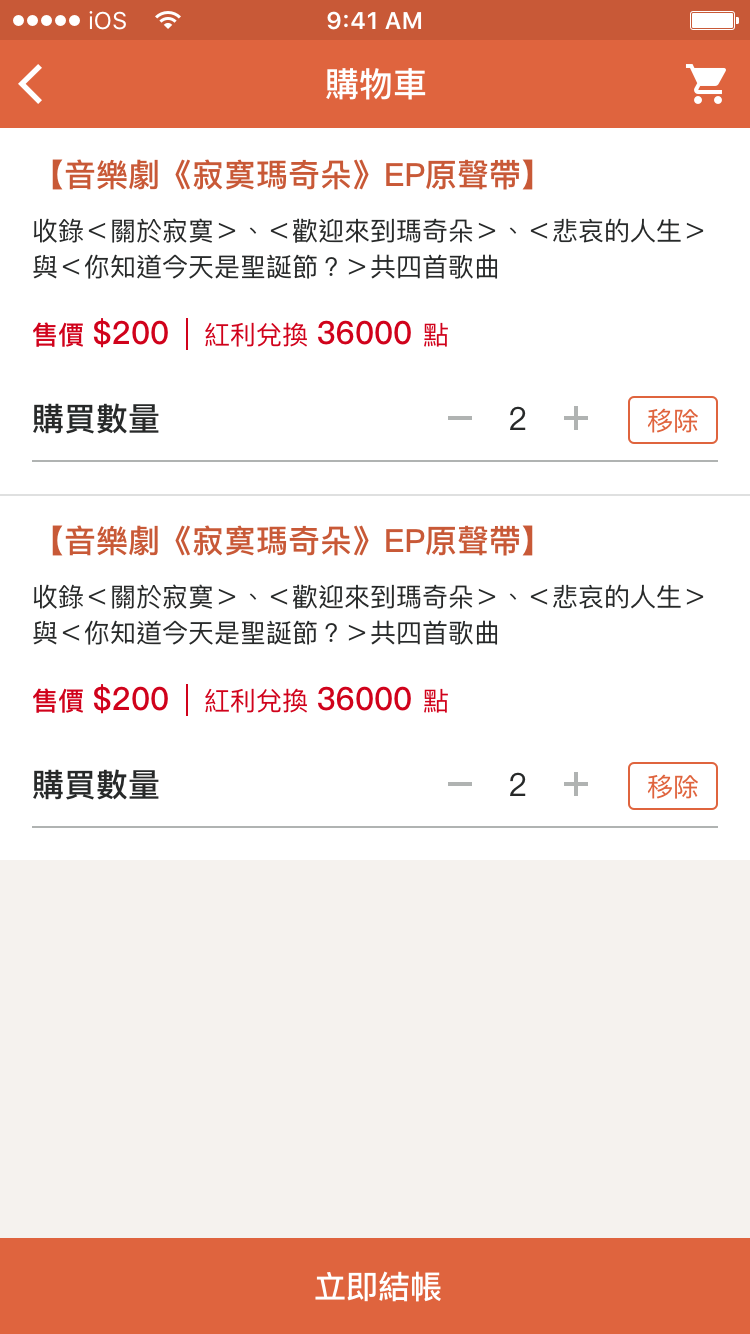 iOS 9:41 AM
購物車
【音樂劇《寂寞瑪奇朵》EP原聲帶】
收錄＜關於寂寞＞、＜歡迎來到瑪奇朵＞、＜悲哀的人生＞
與＜你知道今天是聖誕節？＞共四首歌曲
售價 $200｜紅利兌換 36000 點
購買數量 － 2 ＋ 移除
【音樂劇《寂寞瑪奇朵》EP原聲帶】
收錄＜關於寂寞＞、＜歡迎來到瑪奇朵＞、＜悲哀的人生＞
與＜你知道今天是聖誕節？＞共四首歌曲
售價 $200｜紅利兌換 36000 點
購買數量 － 2 ＋ 移除
立即結帳